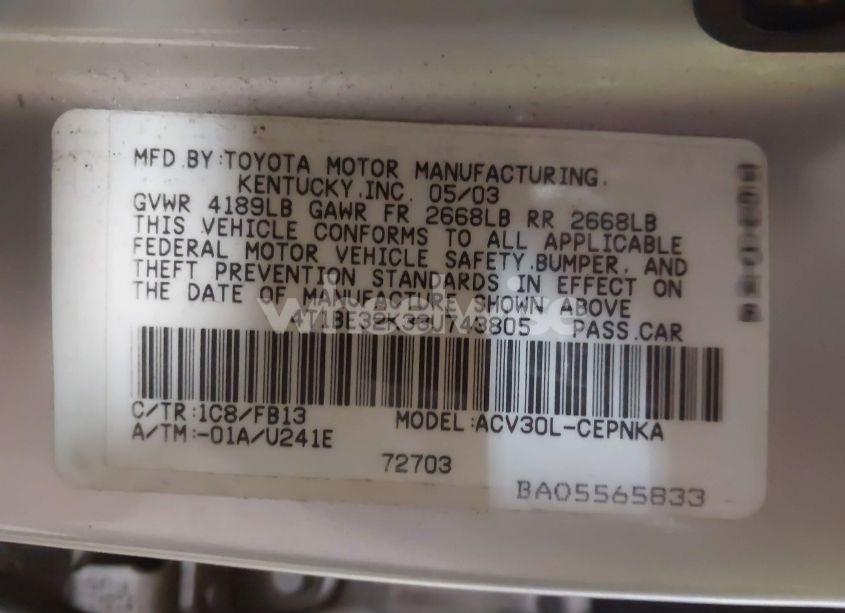 MFD.BY:TOYOTA MOTOR MANUFACTURING,
KENTUCKY,INC. 05/03
GVWR 4189LB GAWR FR 2668LB RR 2668LB
THIS VEHICLE CONFORMS TO ALL APPLICABLE
FEDERAL MOTOR VEHICLE SAFETY,BUMPER, AND
THEFT PREVENTION STANDARDS IN EFFECT ON
THE DATE OF MANUFACTURE SHOWN ABOVE
4T1BE32K33U743805 PASS.CAR
C/TR:1C8/FB13 MODEL:ACV30L-CEPNKA
A/TM:-01A/U241E
72703
BA05565833